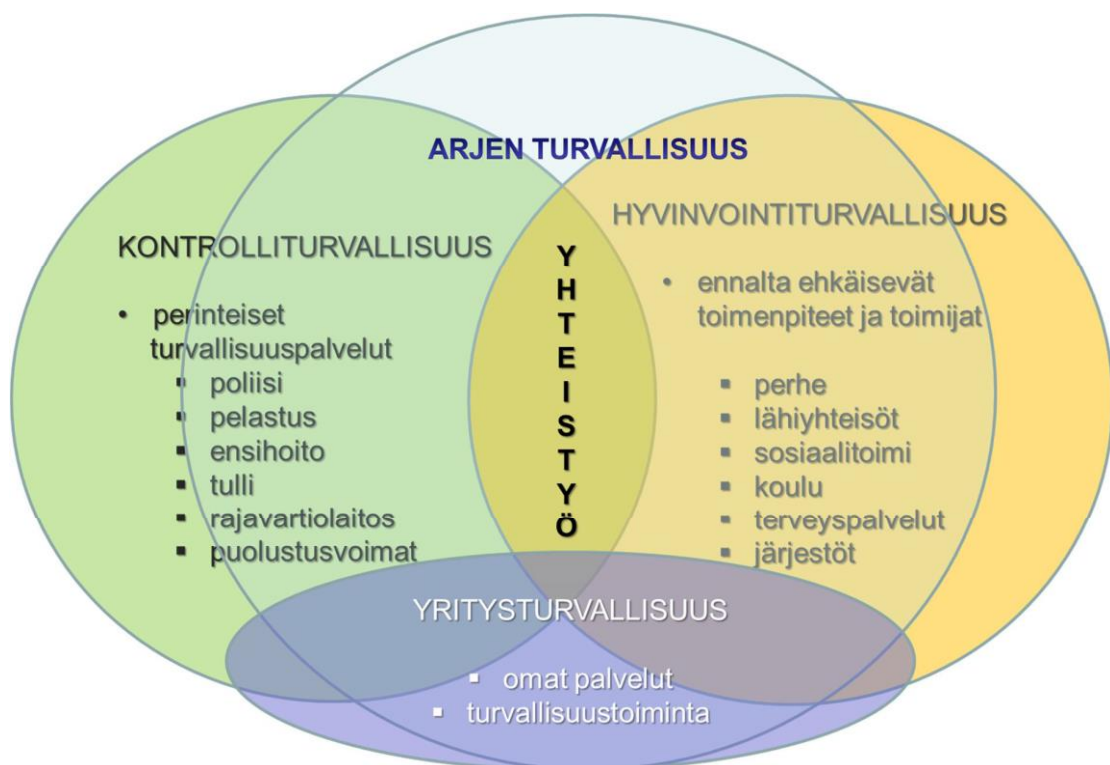 ARJEN TURVALLISUUS
KONTROLLITURVALLISUUS
• perinteiset
turvallisuuspalvelut
▪ poliisi
▪ pelastus
▪ ensihoito
▪ tulli
▪ rajavartiolaitos
▪ puolustusvoimat
YHTEISTYÖ
HYVINVOINTITURVALLISUUS
• ennalta ehkäisevät
toimenpiteet ja toimijat
▪ perhe
▪ lähiyhteisöt
▪ sosiaalitoimi
▪ koulu
▪ terveyspalvelut
▪ järjestöt
YRITYSTURVALLISUUS
▪ omat palvelut
▪ turvallisuustoiminta